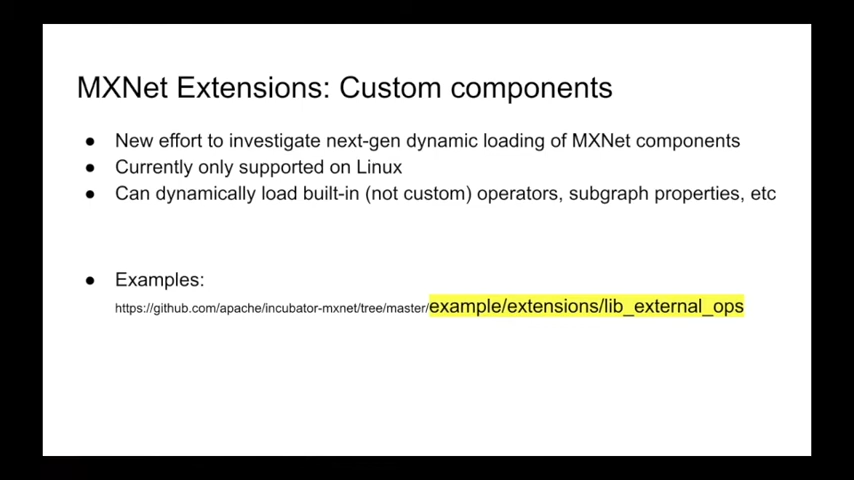 MXNet Extensions: Custom components
● New effort to investigate next-gen dynamic loading of MXNet components
● Currently only supported on Linux
● Can dynamically load built-in (not custom) operators, subgraph properties, etc
● Examples:
https://github.com/apache/incubator-mxnet/tree/master/example/extensions/lib_external_ops